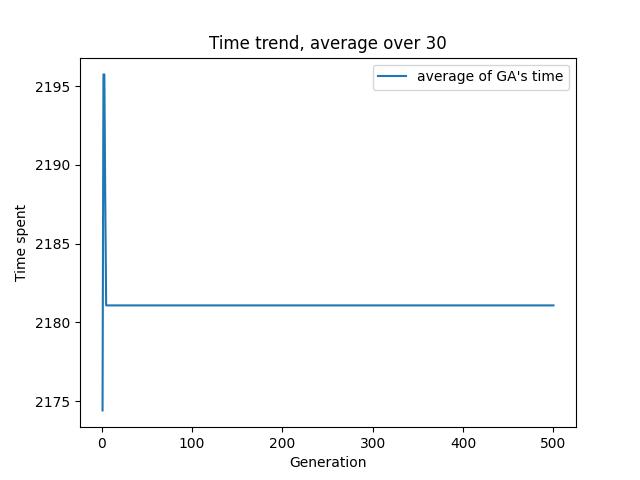 Time trend, average over 30
average of GA's time
Time spent
2195
2190
2185
2180
2175
0 100 200 300 400 500
Generation